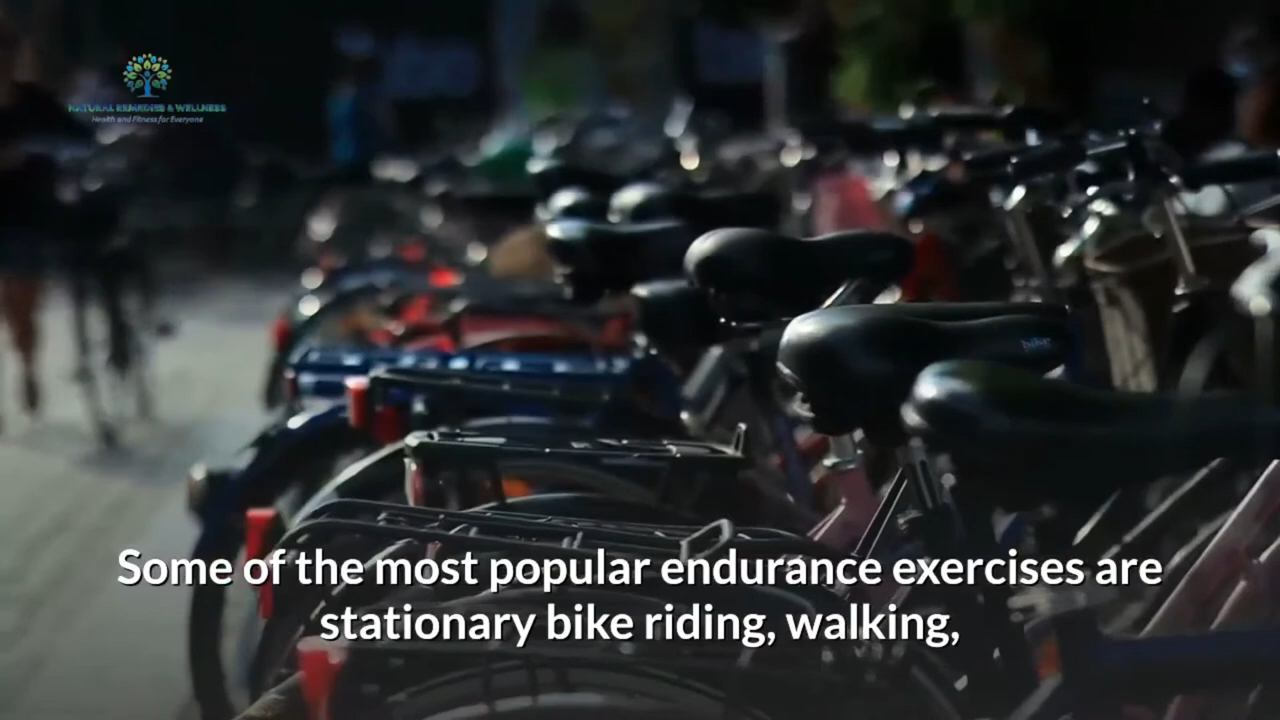 NATURAL REMEDIES & WELLNESS
Health and Fitness for Everyone
bike
Some of the most popular endurance exercises are
stationary bike riding, walking,